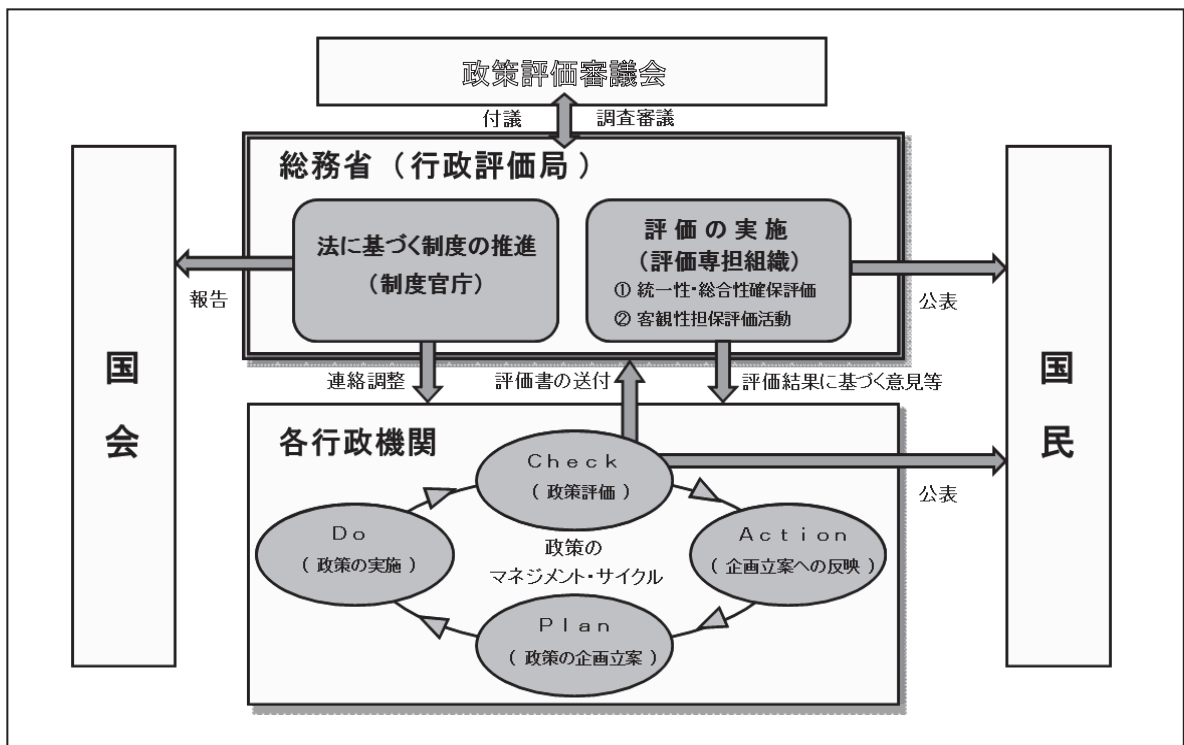 政策評価審議会
付議
調査審議
総務省（行政評価局）
法に基づく制度の推進
（制度官庁）
評価の実施
（評価専担組織）
① 統一性・総合性確保評価
② 客観性担保評価活動
報告
公表
国会
国民
連絡調整
評価書の送付
評価結果に基づく意見等
各行政機関
Check
（政策評価）
公表
Do
（政策の実施）
政策の
マネジメント・サイクル
Action
（企画立案への反映）
Plan
（政策の企画立案）